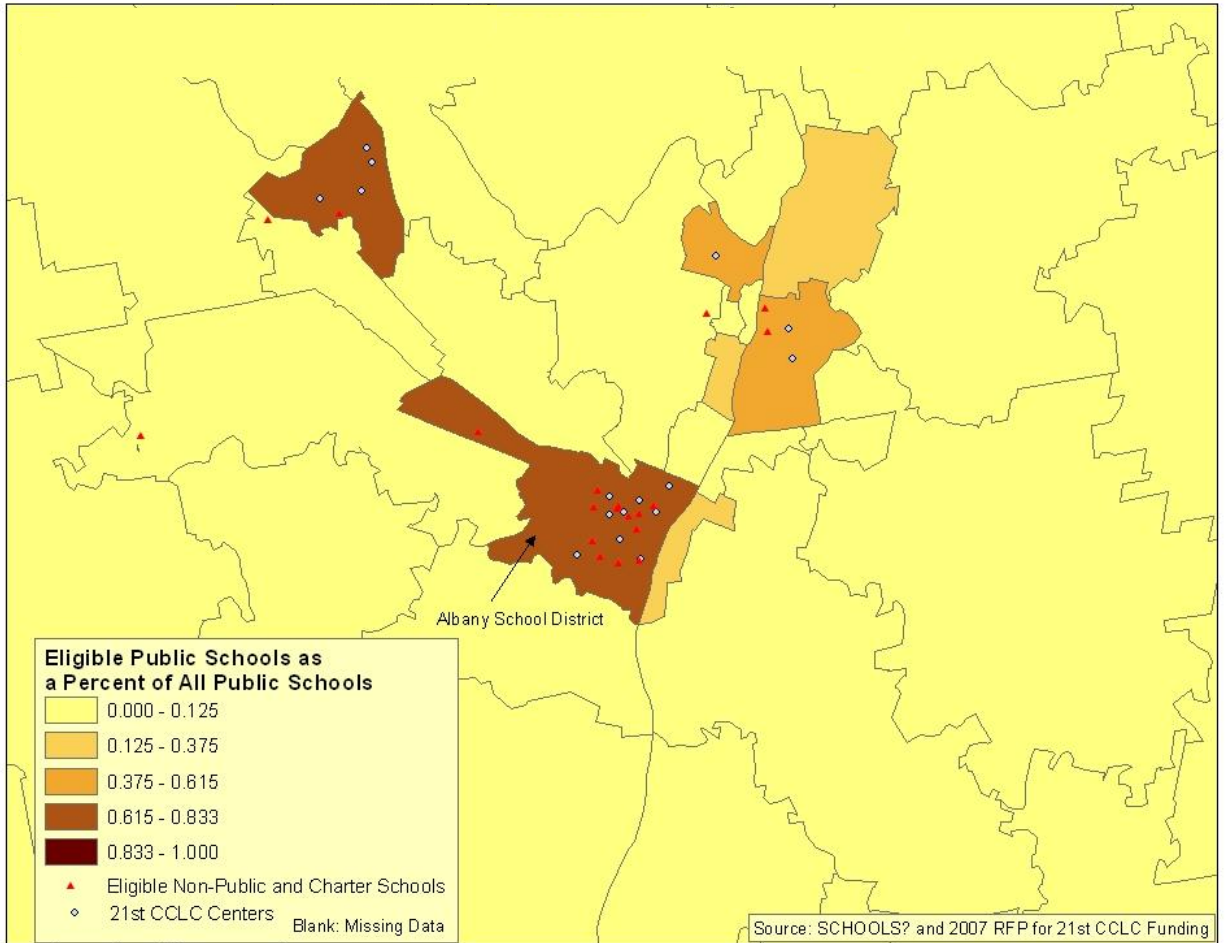 Albany School District
Eligible Public Schools as
a Percent of All Public Schools
0.000 - 0.125
0.125 - 0.375
0.375 - 0.615
0.615 - 0.833
0.833 - 1.000
Eligible Non-Public and Charter Schools
21st CCLC Centers
Blank: Missing Data
Source: SCHOOLS? and 2007 RFP for 21st CCLC Funding